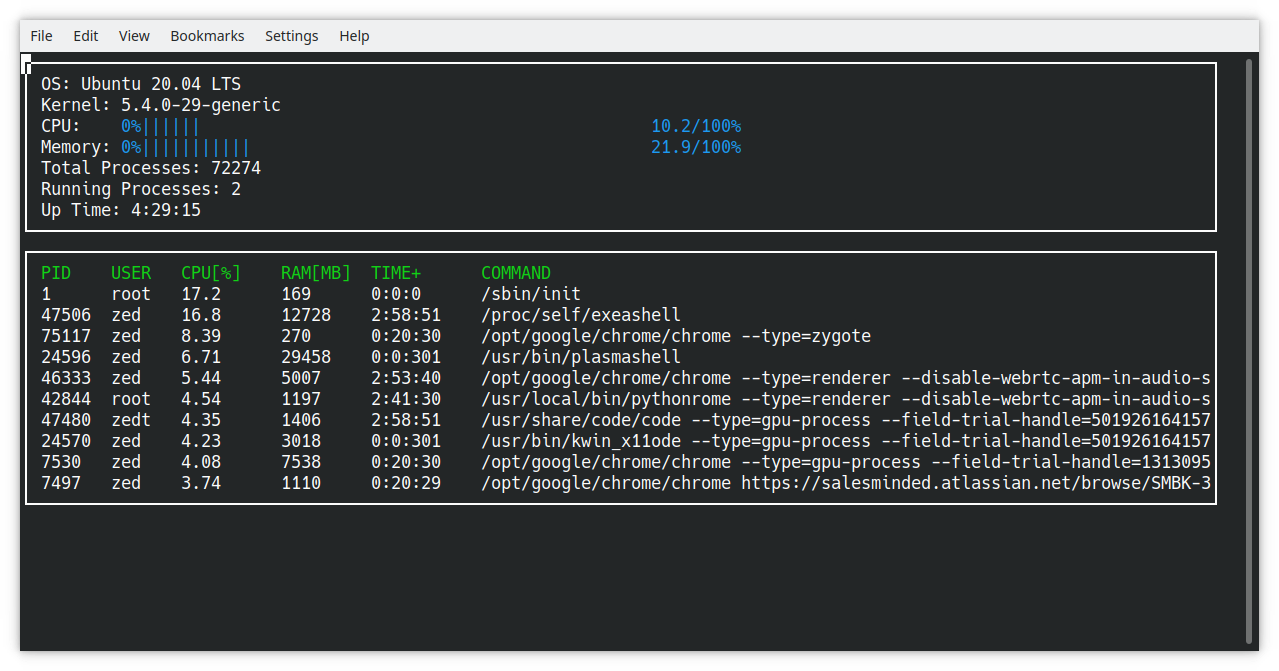 File Edit View Bookmarks Settings Help
OS: Ubuntu 20.04 LTS
Kernel: 5.4.0-29-generic
CPU: 0%|||||| 10.2/100%
Memory: 0%||||||||||| 21.9/100%
Total Processes: 72274
Running Processes: 2
Up Time: 4:29:15
PID USER CPU[%] RAM[MB] TIME+ COMMAND
1 root 17.2 169 0:0:0 /sbin/init
47506 zed 16.8 12728 2:58:51 /proc/self/exeashell
75117 zed 8.39 270 0:20:30 /opt/google/chrome/chrome --type=zygote
24596 zed 6.71 29458 0:0:301 /usr/bin/plasmashell
46333 zed 5.44 5007 2:53:40 /opt/google/chrome/chrome --type=renderer --disable-webrtc-apm-in-audio-s
42844 root 4.54 1197 2:41:30 /usr/local/bin/pythonrome --type=renderer --disable-webrtc-apm-in-audio-s
47480 zedt 4.35 1406 2:58:51 /usr/share/code/code --type=gpu-process --field-trial-handle=501926164157
24570 zed 4.23 3018 0:0:301 /usr/bin/kwin_x11ode --type=gpu-process --field-trial-handle=501926164157
7530 zed 4.08 7538 0:20:30 /opt/google/chrome/chrome --type=gpu-process --field-trial-handle=1313095
7497 zed 3.74 1110 0:20:29 /opt/google/chrome/chrome https://salesminded.atlassian.net/browse/SMBK-3